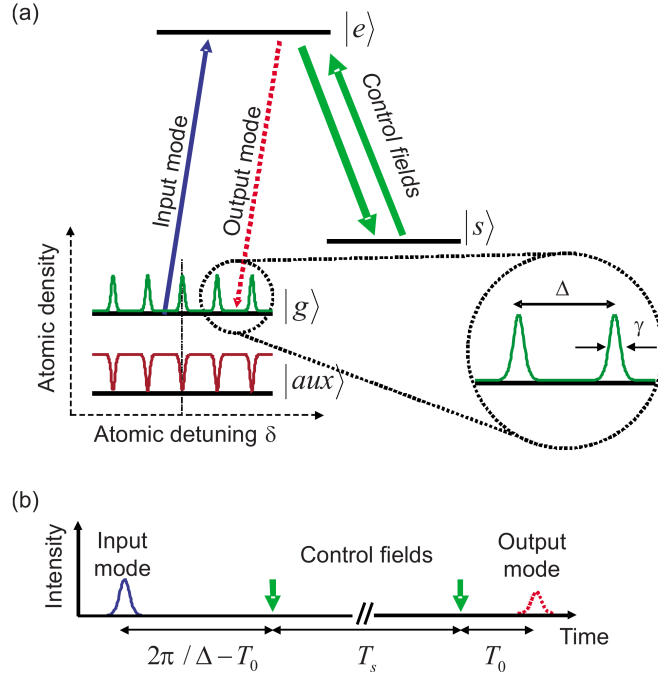 (a)
|e⟩
Input mode
Output mode
Control fields
|s⟩
Atomic density
|g⟩
|aux⟩
Atomic detuning δ
Δ
γ
(b)
Intensity
Input
mode
Control fields
Output
mode
Time
2π / Δ − T₀
Tₛ
T₀